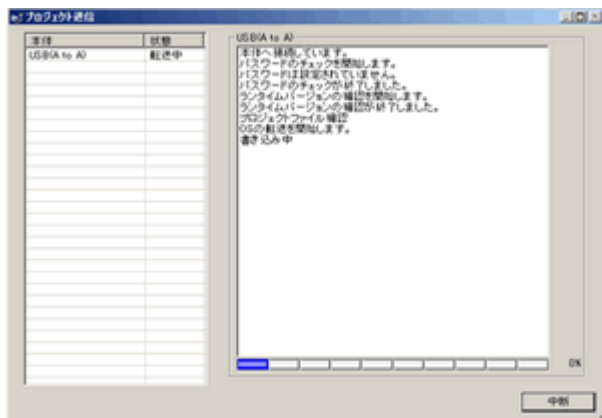 プロジェクト送信
本体 状態
USB(A to A) 転送中
USB(A to A)
本体へ接続しています。
パスワードのチェックを開始します。
パスワードは設定されていません。
パスワードのチェックが終了しました。
ランタイムバージョンの確認を開始します。
ランタイムバージョンの確認が終了しました。
プロジェクトファイル確認
OSの転送を開始します。
書き込み中
0%
中断